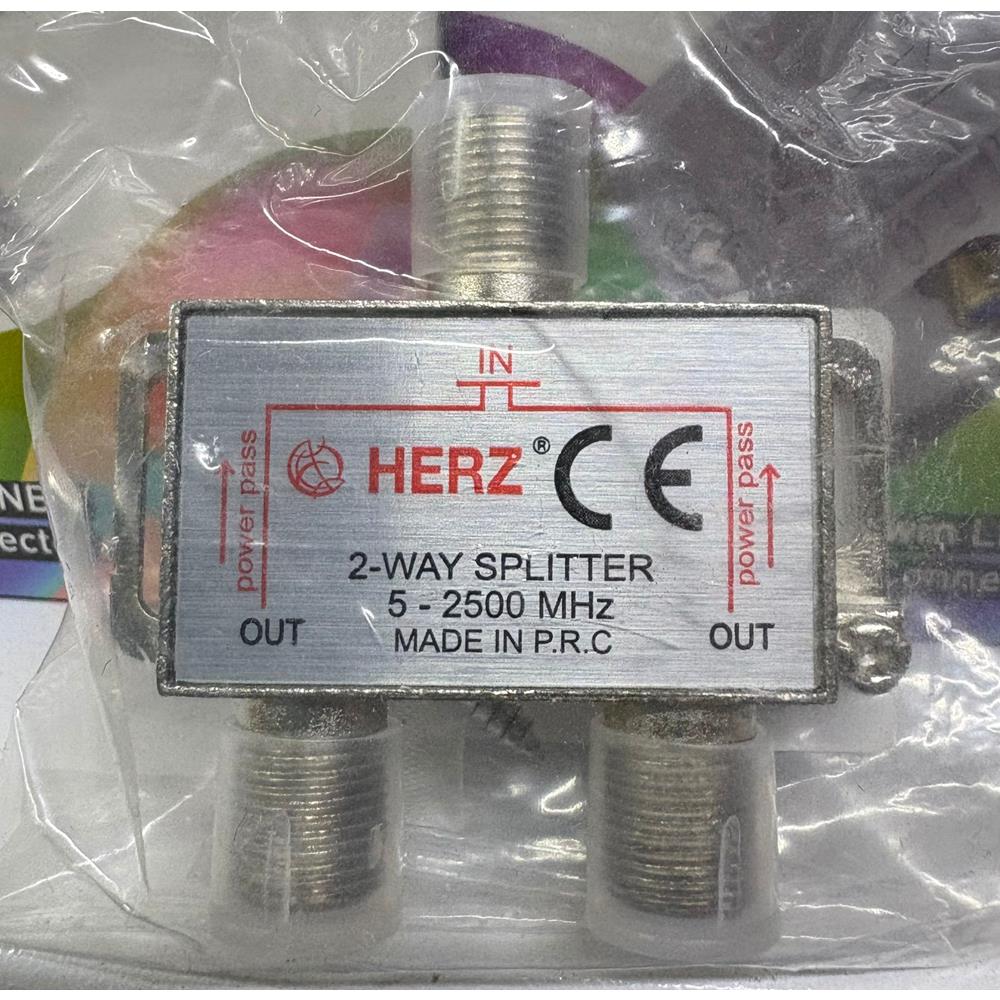 IN
HERZ® CE
power pass
power pass
2-WAY SPLITTER
5 - 2500 MHz
MADE IN P.R.C
OUT
OUT